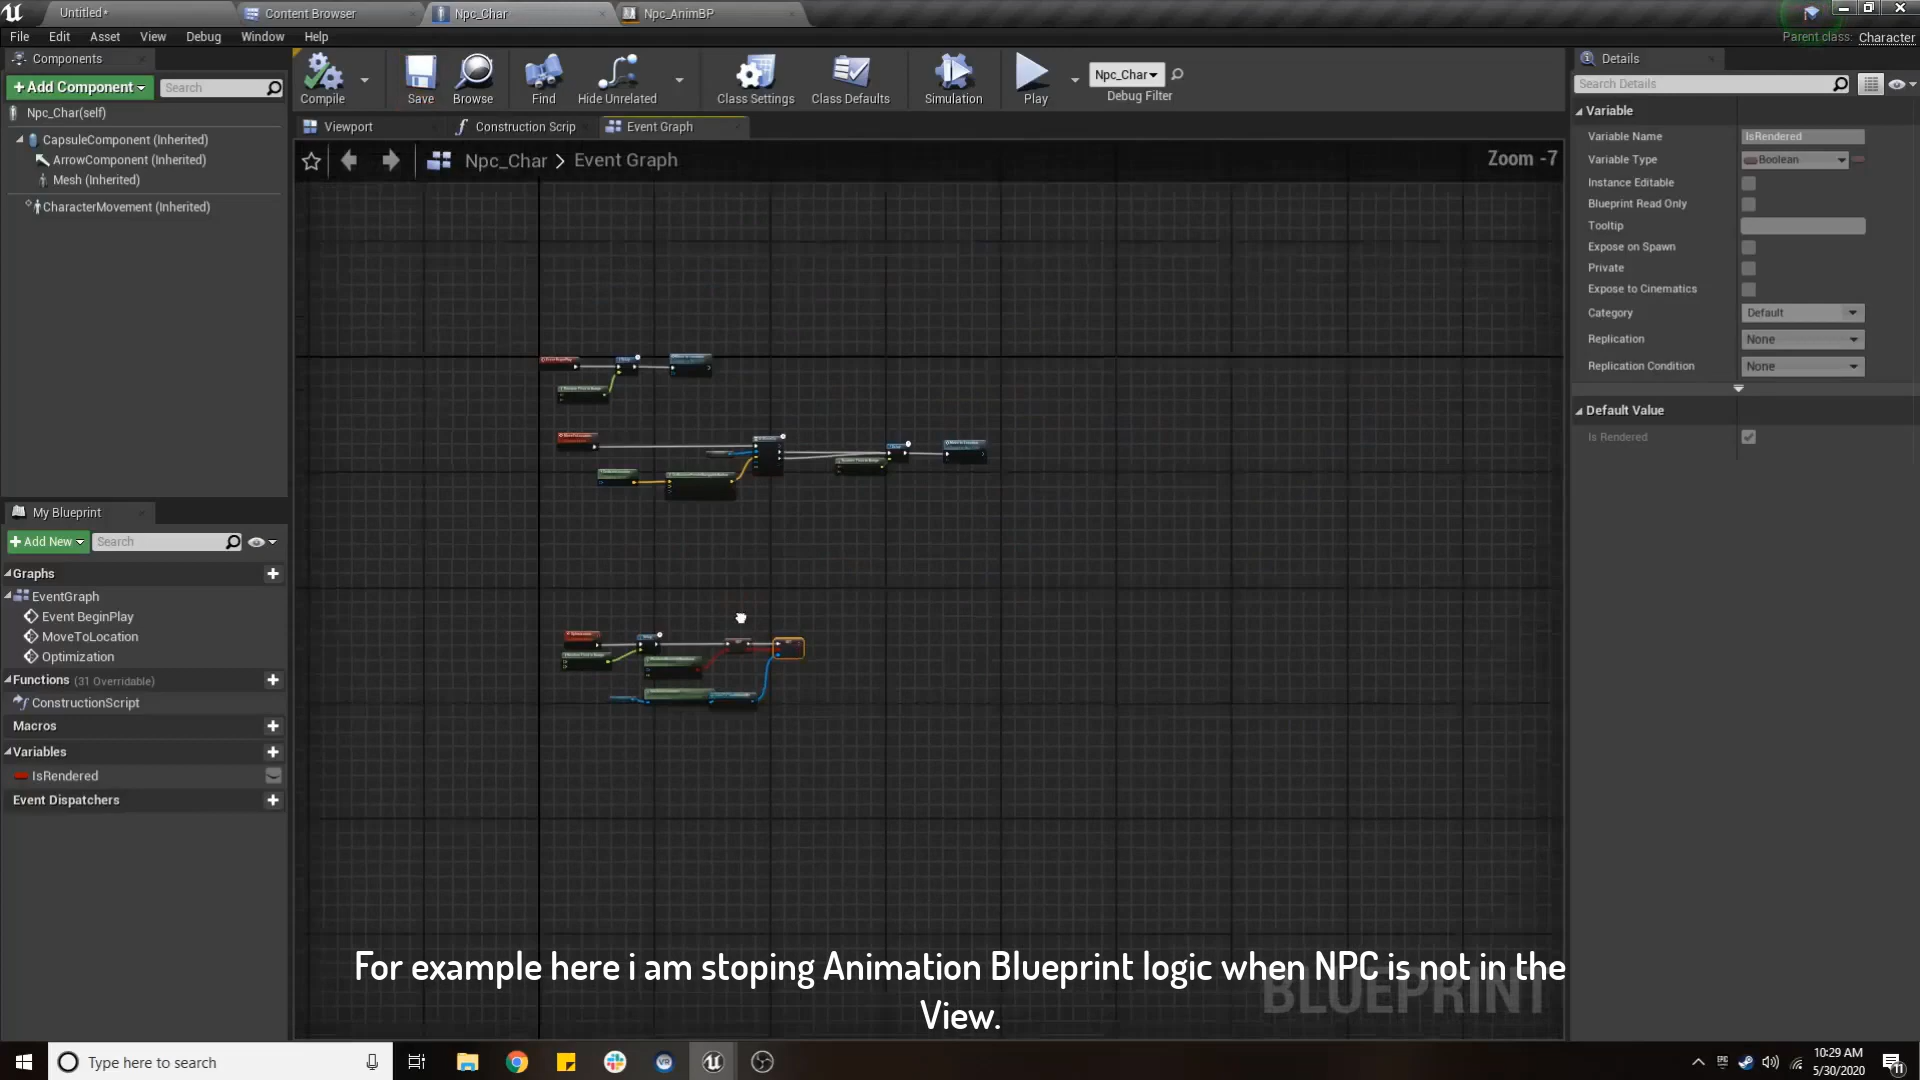 Untitled*
Content Browser
Npc_Char
Npc_AnimBP
File Edit Asset View Debug Window Help
Parent class: Character
Components
+ Add Component
Search
Npc_Char(self)
CapsuleComponent (Inherited)
ArrowComponent (Inherited)
Mesh (Inherited)
CharacterMovement (Inherited)
Compile
Save
Browse
Find
Hide Unrelated
Class Settings
Class Defaults
Simulation
Play
Npc_Char
Debug Filter
Viewport
Construction Scrip
Event Graph
Npc_Char > Event Graph
Zoom -7
My Blueprint
+ Add New
Search
Graphs
EventGraph
Event BeginPlay
MoveToLocation
Optimization
Functions (31 Overridable)
ConstructionScript
Macros
Variables
IsRendered
Event Dispatchers
Details
Search Details
Variable
Variable Name IsRendered
Variable Type Boolean
Instance Editable
Blueprint Read Only
Tooltip
Expose on Spawn
Private
Expose to Cinematics
Category Default
Replication None
Replication Condition None
Default Value
Is Rendered
BLUEPRINT
For example here i am stoping Animation Blueprint logic when NPC is not in the
View.
Type here to search
10:29 AM
5/30/2020